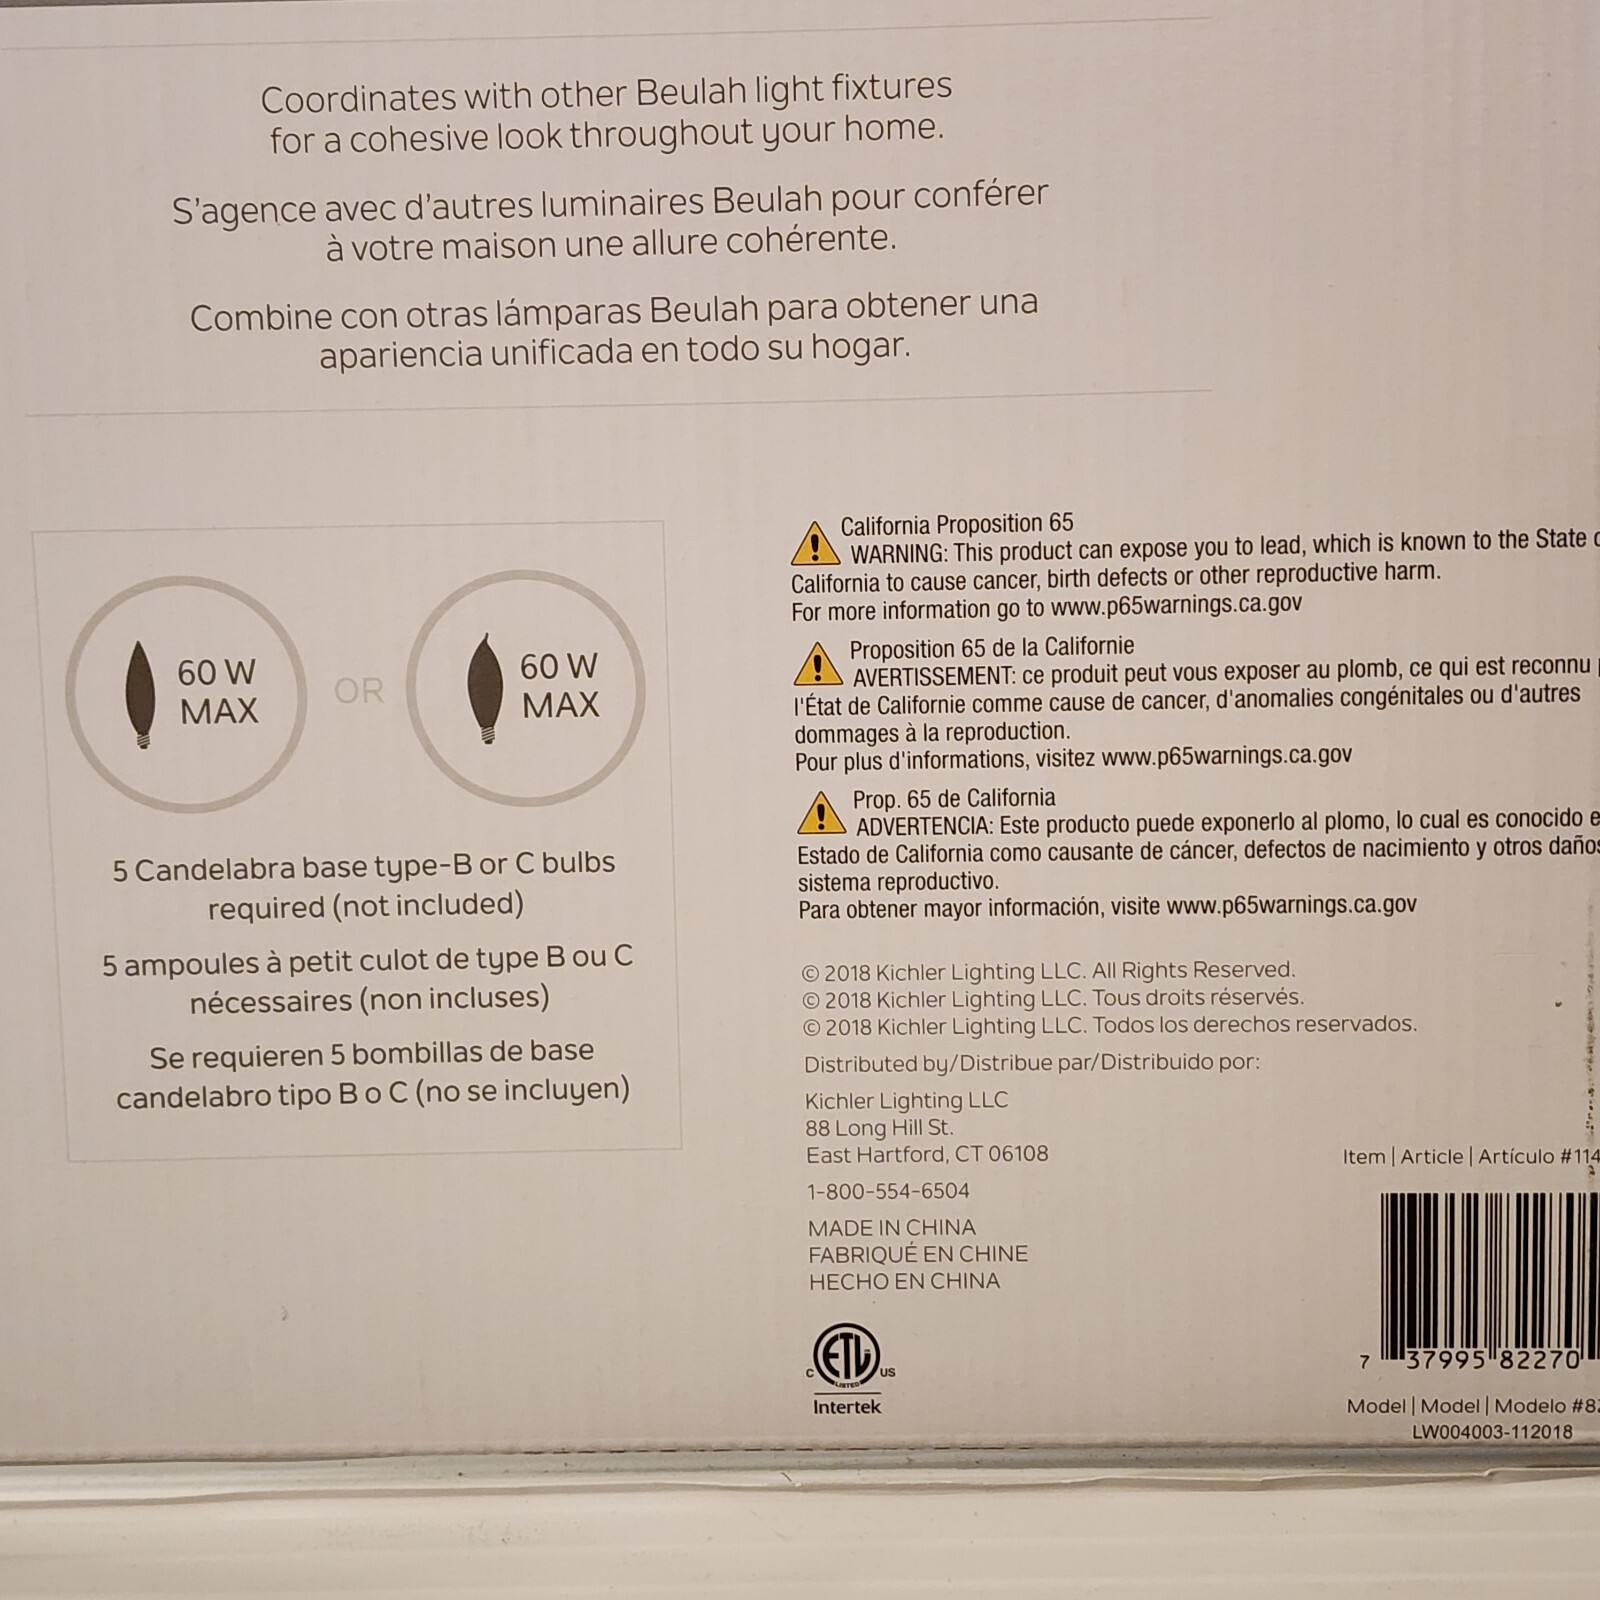 Coordinates with other Beulah light fixtures
for a cohesive look throughout your home.
S'agence avec d'autres luminaires Beulah pour conférer
à votre maison une allure cohérente.
Combine con otras lámparas Beulah para obtener una
apariencia unificada en todo su hogar.
60 W
MAX
OR
60 W
MAX
5 Candelabra base type-B or C bulbs
required (not included)
5 ampoules à petit culot de type B ou C
nécessaires (non incluses)
Se requieren 5 bombillas de base
candelabro tipo B o C (no se incluyen)
California Proposition 65
WARNING: This product can expose you to lead, which is known to the State
California to cause cancer, birth defects or other reproductive harm.
For more information go to www.p65warnings.ca.gov
Proposition 65 de la Californie
AVERTISSEMENT: ce produit peut vous exposer au plomb, ce qui est reconnu
l'État de Californie comme cause de cancer, d'anomalies congénitales ou d'autres
dommages à la reproduction.
Pour plus d'informations, visitez www.p65warnings.ca.gov
Prop. 65 de California
ADVERTENCIA: Este producto puede exponerlo al plomo, lo cual es conocido
Estado de California como causante de cáncer, defectos de nacimiento y otros daños
sistema reproductivo.
Para obtener mayor información, visite www.p65warnings.ca.gov
© 2018 Kichler Lighting LLC. All Rights Reserved.
© 2018 Kichler Lighting LLC. Tous droits réservés.
© 2018 Kichler Lighting LLC. Todos los derechos reservados.
Distributed by/Distribue par/Distribuido por:
Kichler Lighting LLC
88 Long Hill St.
East Hartford, CT 06108
1-800-554-6504
MADE IN CHINA
FABRIQUÉ EN CHINE
HECHO EN CHINA
C ETL US
LISTED
Intertek
Item | Article | Artículo #114
7 37995 82270
Model | Model | Modelo #82
LW004003-112018